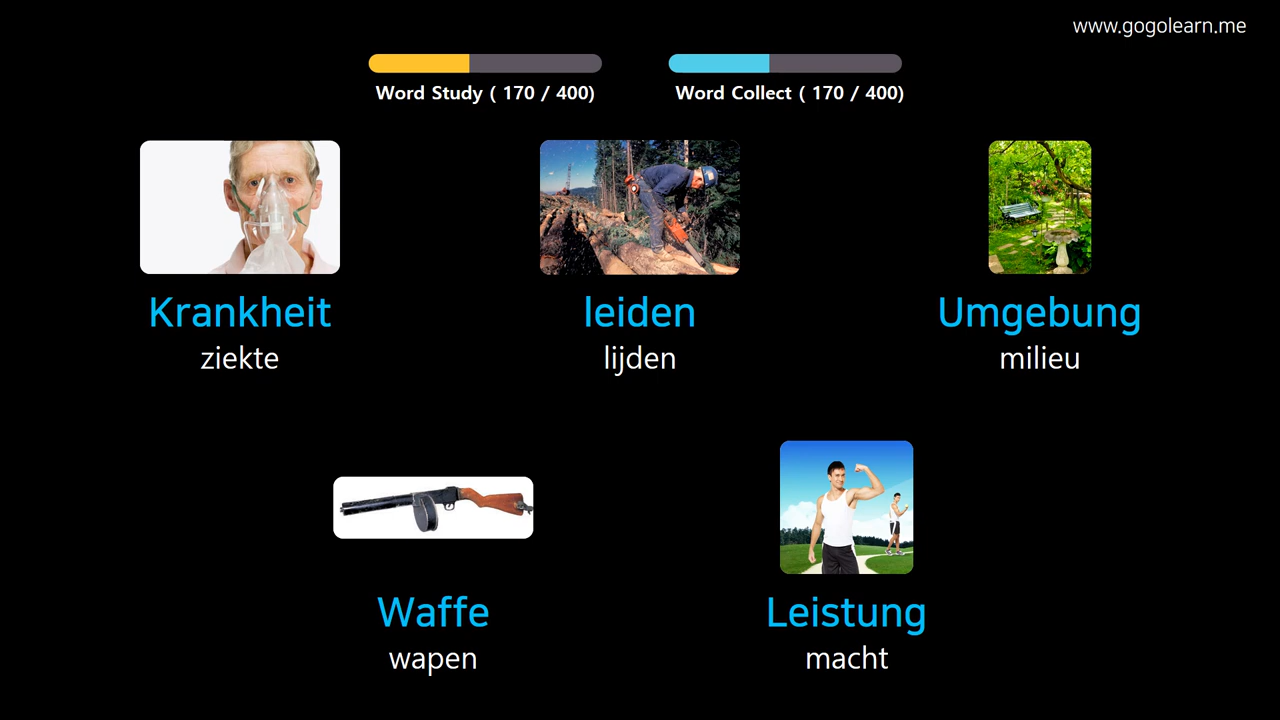 www.gogolearn.me
Word Study ( 170 / 400)
Word Collect ( 170 / 400)
Krankheit
ziekte
leiden
lijden
Umgebung
milieu
Waffe
wapen
Leistung
macht